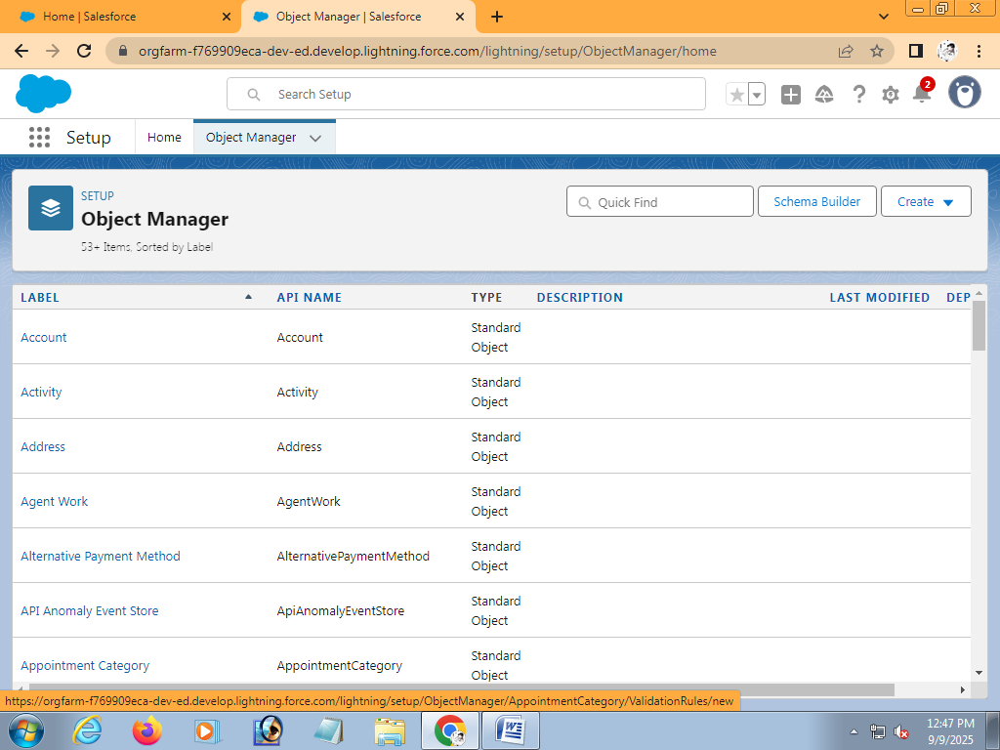 Home | Salesforce
Object Manager | Salesforce
orgfarm-f769909eca-dev-ed.develop.lightning.force.com/lightning/setup/ObjectManager/home
Search Setup
2
Setup
Home
Object Manager
SETUP
Object Manager
53+ Items, Sorted by Label
Quick Find
Schema Builder
Create
LABEL API NAME TYPE DESCRIPTION LAST MODIFIED DEP
Account Account Standard Object
Activity Activity Standard Object
Address Address Standard Object
Agent Work AgentWork Standard Object
Alternative Payment Method AlternativePaymentMethod Standard Object
API Anomaly Event Store ApiAnomalyEventStore Standard Object
Appointment Category AppointmentCategory Standard Object
https://orgfarm-f769909eca-dev-ed.develop.lightning.force.com/lightning/setup/ObjectManager/AppointmentCategory/ValidationRules/new
12:47 PM
9/9/2025